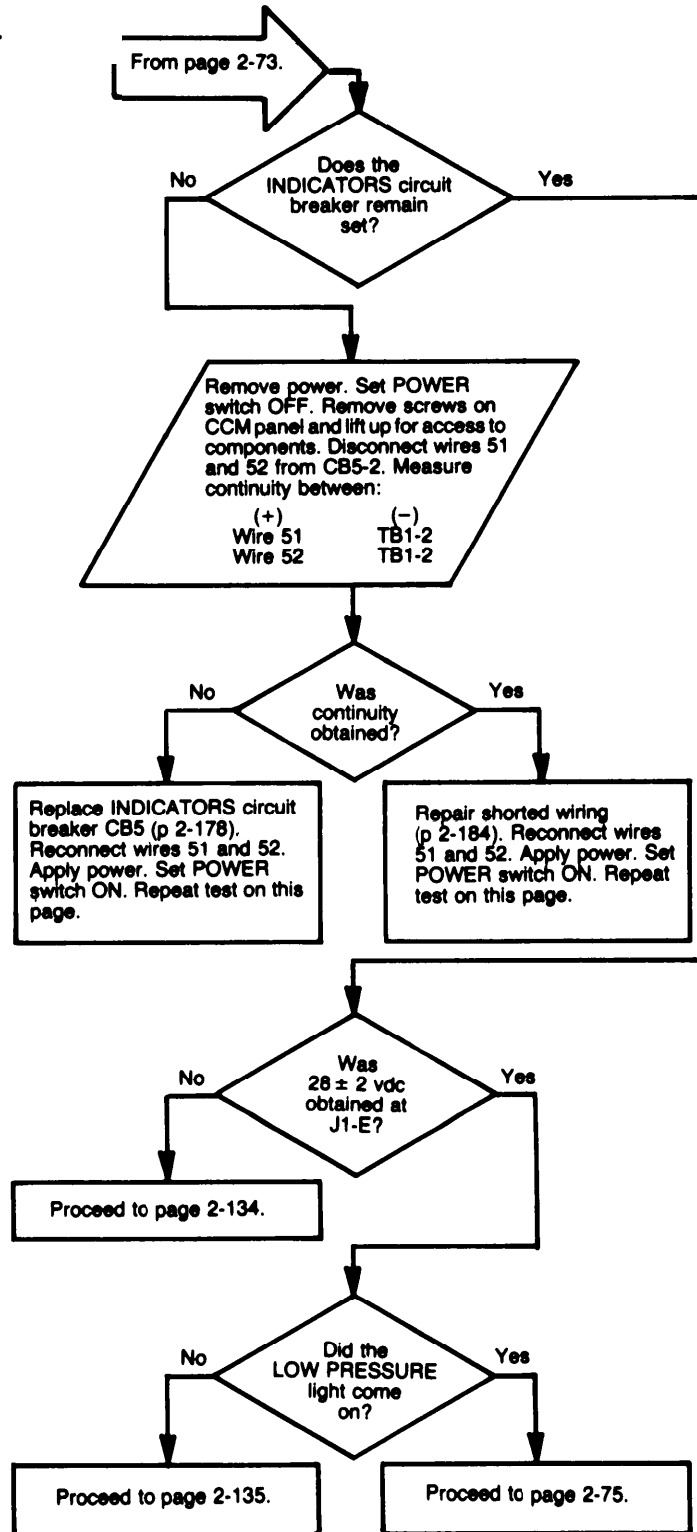 From page 2-73.
Does the
INDICATORS circuit
breaker remain
set?
No
Yes
Remove power. Set POWER
switch OFF. Remove screws on
CCM panel and lift up for access to
components. Disconnect wires 51
and 52 from CB5-2. Measure
continuity between:
(+) (−)
Wire 51 TB1-2
Wire 52 TB1-2
Was
continuity
obtained?
No
Yes
Replace INDICATORS circuit
breaker CB5 (p 2-178).
Reconnect wires 51 and 52.
Apply power. Set POWER
switch ON. Repeat test on this
page.
Repair shorted wiring
(p 2-184). Reconnect wires
51 and 52. Apply power. Set
POWER switch ON. Repeat
test on this page.
Was
28 ± 2 vdc
obtained at
J1-E?
No
Yes
Proceed to page 2-134.
Did the
LOW PRESSURE
light come
on?
No
Yes
Proceed to page 2-135.
Proceed to page 2-75.